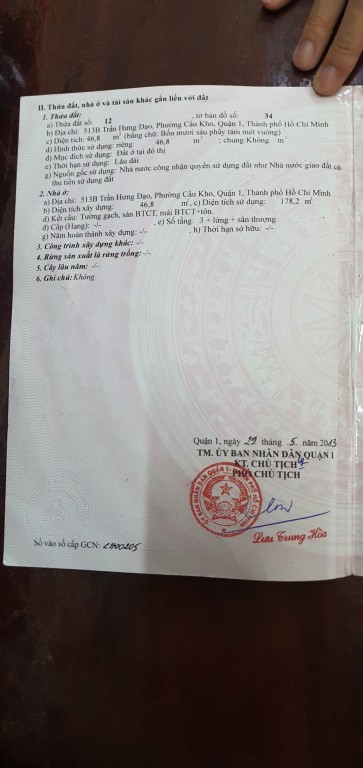 II. Thửa đất, nhà ở và tài sản khác gắn liền với đất
1. Thửa đất:
a) Thửa đất số: 12 , tờ bản đồ số: 34
b) Địa chỉ: 513B Trần Hưng Đạo, Phường Cầu Kho, Quận 1, Thành phố Hồ Chí Minh
c) Diện tích: 46,8 m² (bằng chữ: Bốn mươi sáu phẩy tám mét vuông)
d) Hình thức sử dụng: riêng: 46,8 m² ; chung: Không m²
đ) Mục đích sử dụng: Đất ở tại đô thị
e) Thời hạn sử dụng: Lâu dài
g) Nguồn gốc sử dụng: Nhà nước công nhận quyền sử dụng đất như Nhà nước giao đất có
thu tiền sử dụng đất
2. Nhà ở:
a) Địa chỉ: 513B Trần Hưng Đạo, Phường Cầu Kho, Quận 1, Thành phố Hồ Chí Minh
b) Diện tích xây dựng: 46,8 m², c) Diện tích sử dụng: 178,2 m²
d) Kết cấu: Tường gạch, sàn BTCT, mái BTCT+tôn.
đ) Cấp (Hạng): -/- , e) Số tầng: 3 + lửng + sân thượng
g) Năm hoàn thành xây dựng: -/- , h) Thời hạn sở hữu: -/-
3. Công trình xây dựng khác: -/-
4. Rừng sản xuất là rừng trồng: -/-
5. Cây lâu năm: -/-
6. Ghi chú: Không
Quận 1, ngày 29 tháng 5 năm 2013
TM. ỦY BAN NHÂN DÂN QUẬN 1
KT. CHỦ TỊCH
PHÓ CHỦ TỊCH
Lưu Trung Hòa
Số vào sổ cấp GCN: CH00205